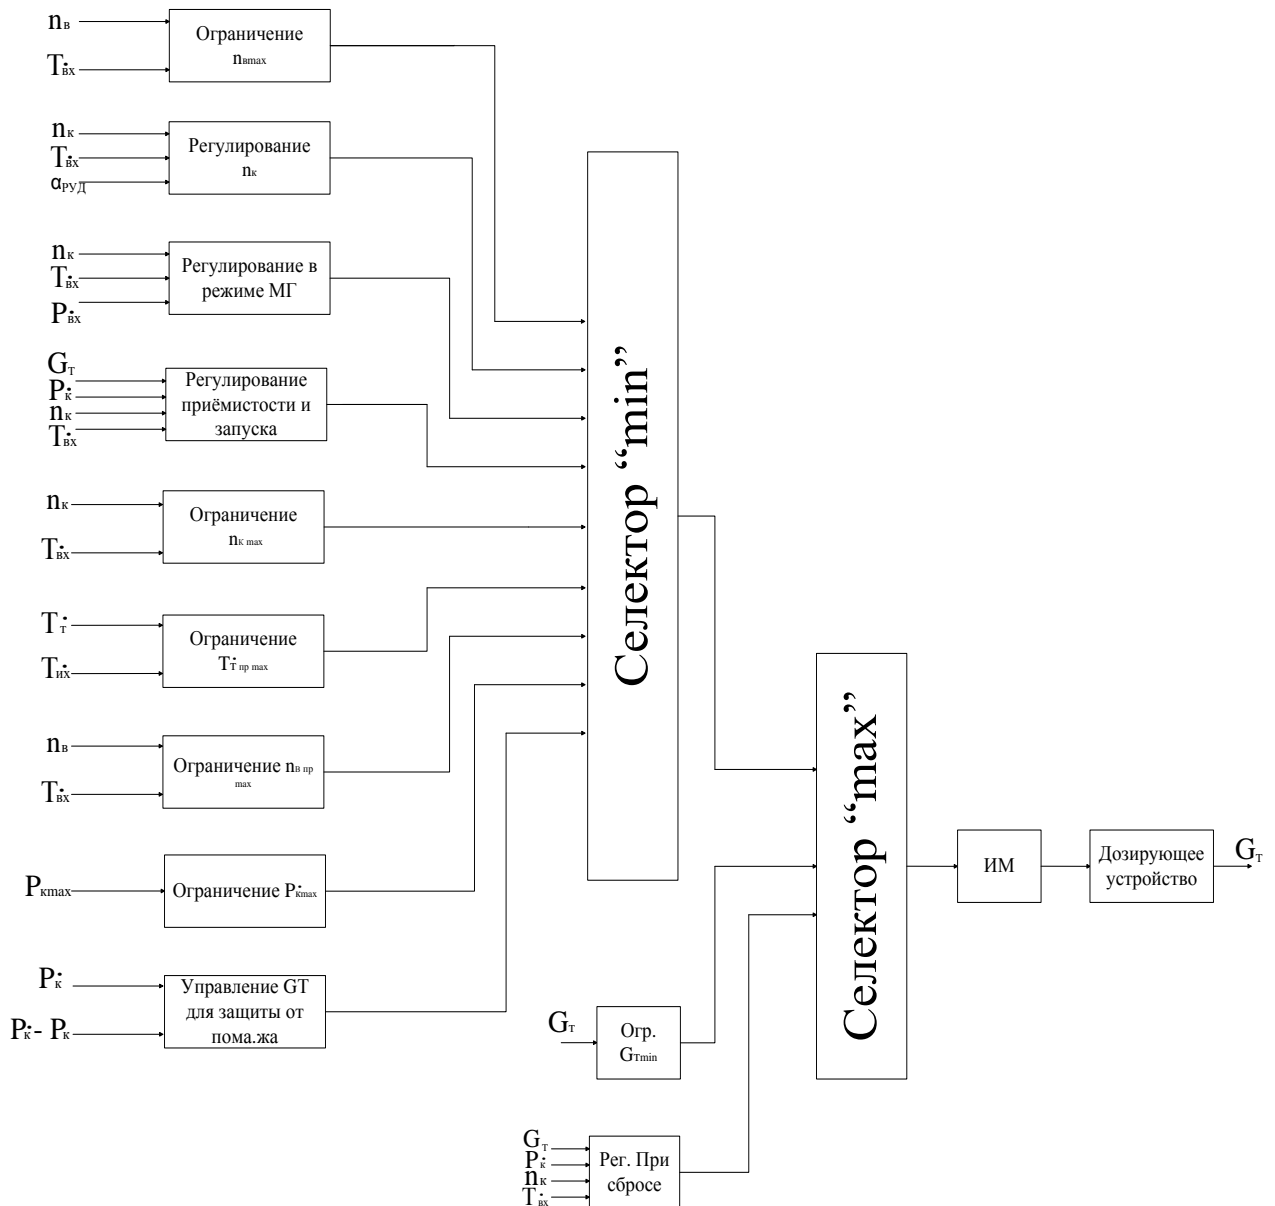 nв
Tвх
Ограничение
nвmax
nк
Tвх
αРУД
Регулирование
nк
nк
Tвх
Pвх
Регулирование в
режиме МГ
Gт
Pк
nк
Tвх
Регулирование
приёмистости и
запуска
nк
Tвх
Ограничение
nК max
Tт
Tих
Ограничение
TТ пр max
nв
Tвх
Ограничение nВ пр
max
Pкmax
Ограничение Pкmax
Pк
Pк- Pк
Управление GT
для защиты от
пома.жа
Селектор “min”
Gт
Огр.
GТmin
Gт
Pк
nк
Tвх
Рег. При
сбросе
Селектор “max”
ИМ
Дозирующее
устройство
Gт